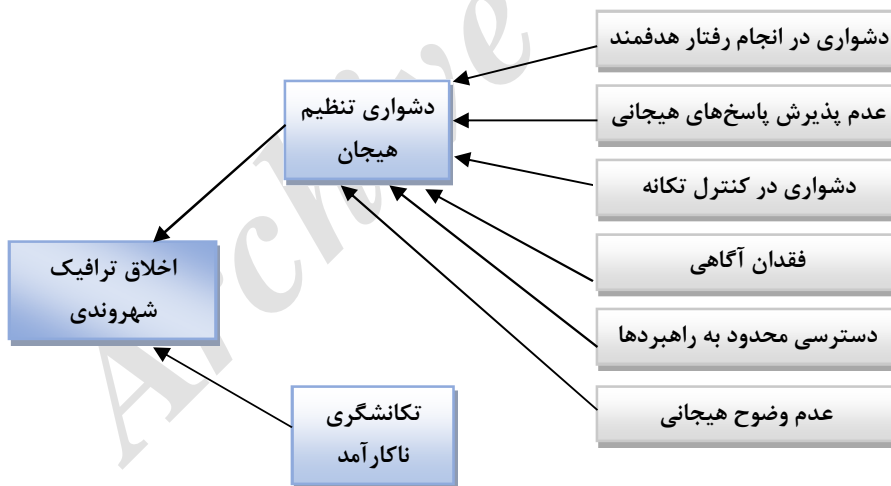 دشواری در انجام رفتار هدفمند
عدم پذیرش پاسخ‌های هیجانی
دشواری در کنترل تکانه
فقدان آگاهی
دسترسی محدود به راهبردها
عدم وضوح هیجانی
دشواری تنظیم
هیجان
تکانشگری
ناکارآمد
اخلاق ترافیک
شهروندی
Archive